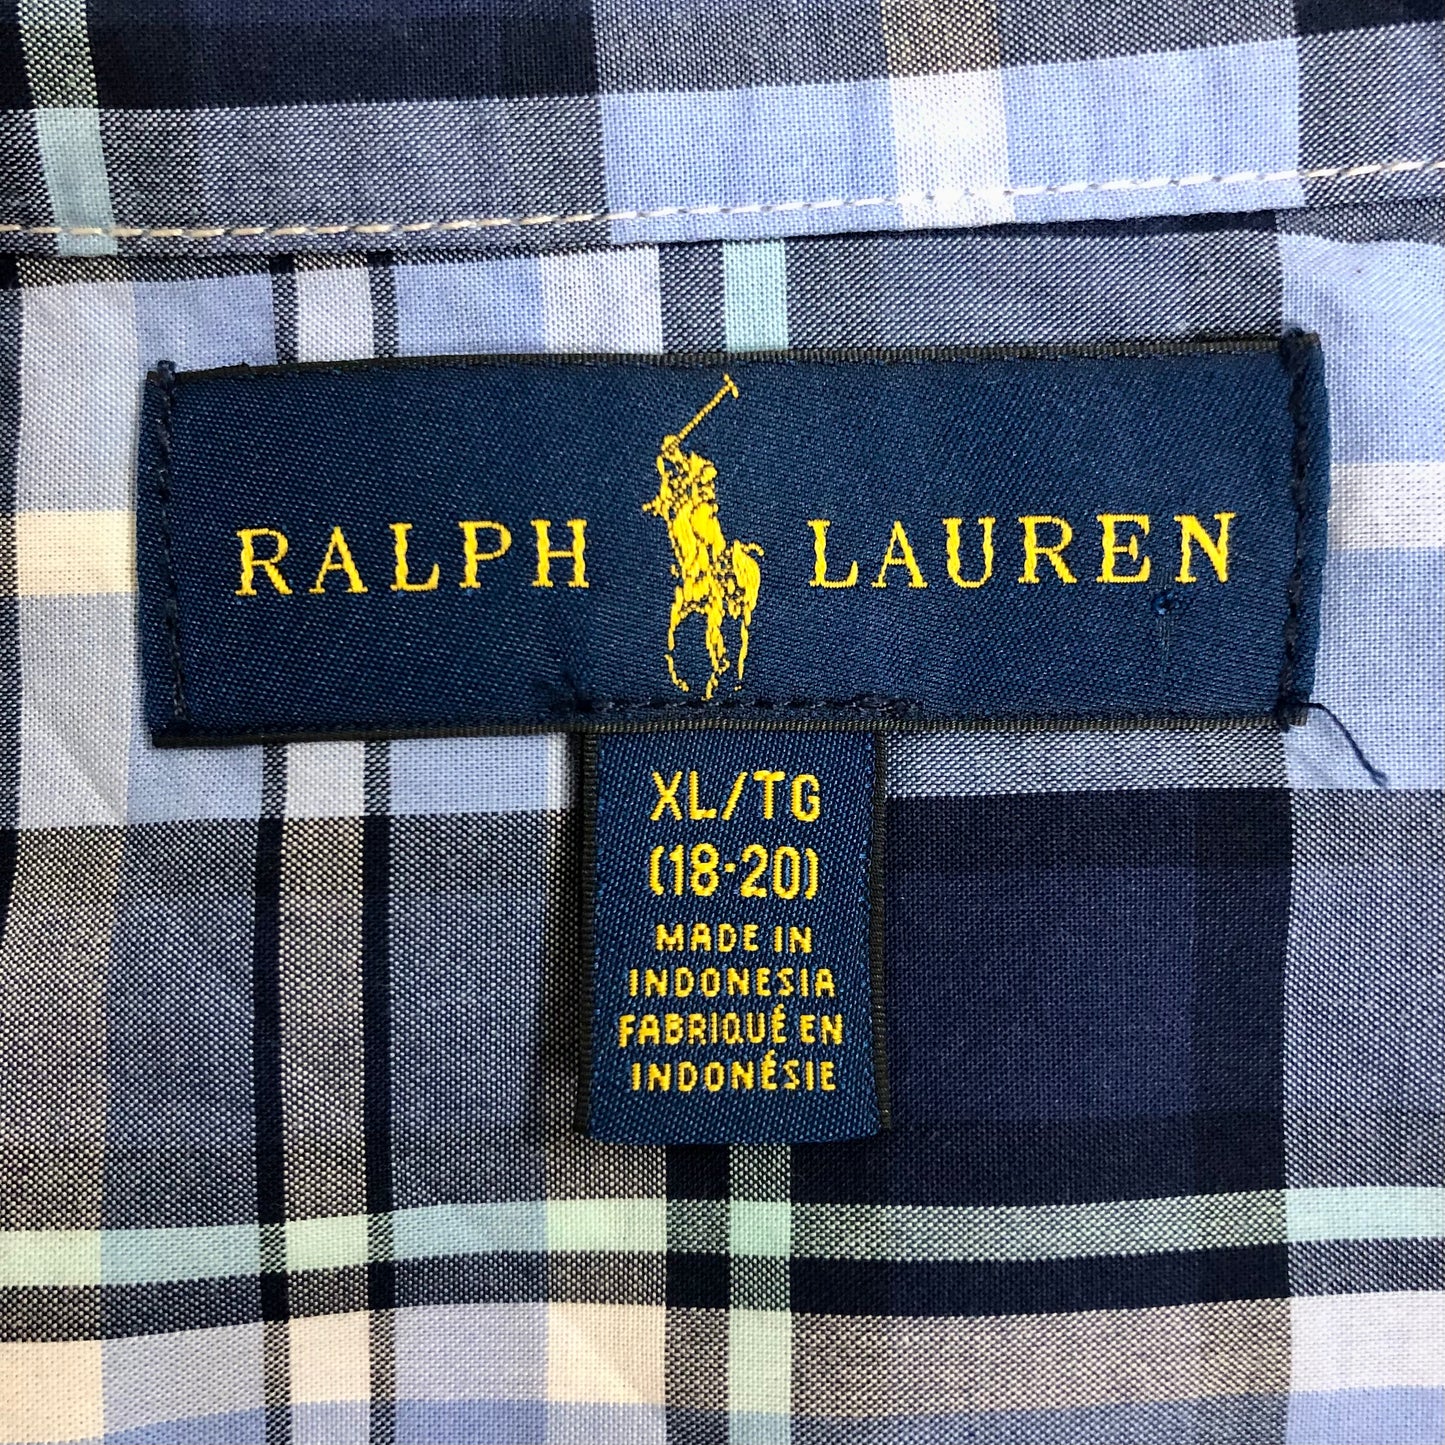 RALPH LAUREN
XL/TG
(18-20)
MADE IN
INDONESIA
FABRIQUÉ EN
INDONÉSIE